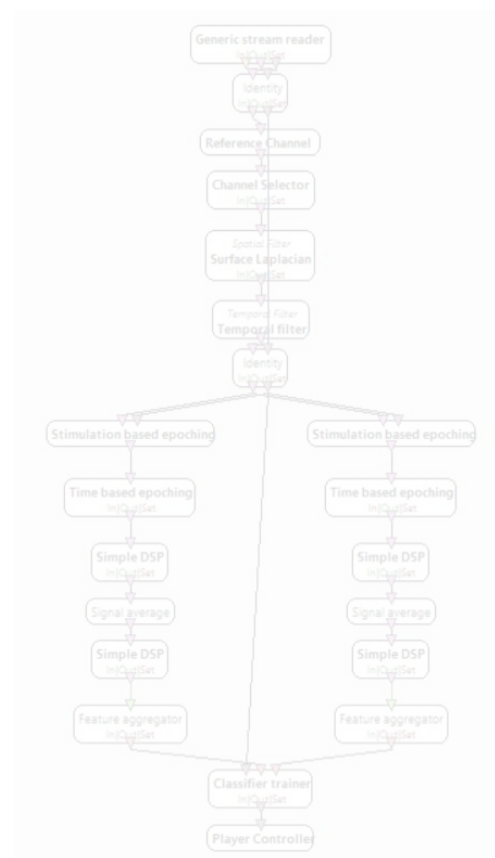 Generic stream reader
In|Out|Set
Identity
In|Out|Set
Reference Channel
Channel Selector
In|Out|Set
Spatial Filter
Surface Laplacian
In|Out|Set
Temporal Filter
Temporal filter
Identity
In|Out|Set
Stimulation based epoching
Time based epoching
In|Out|Set
Simple DSP
In|Out|Set
Signal average
Simple DSP
In|Out|Set
Feature aggregator
In|Out|Set
Stimulation based epoching
Time based epoching
In|Out|Set
Simple DSP
In|Out|Set
Signal average
Simple DSP
In|Out|Set
Feature aggregator
In|Out|Set
Classifier trainer
In|Out|Set
Player Controller